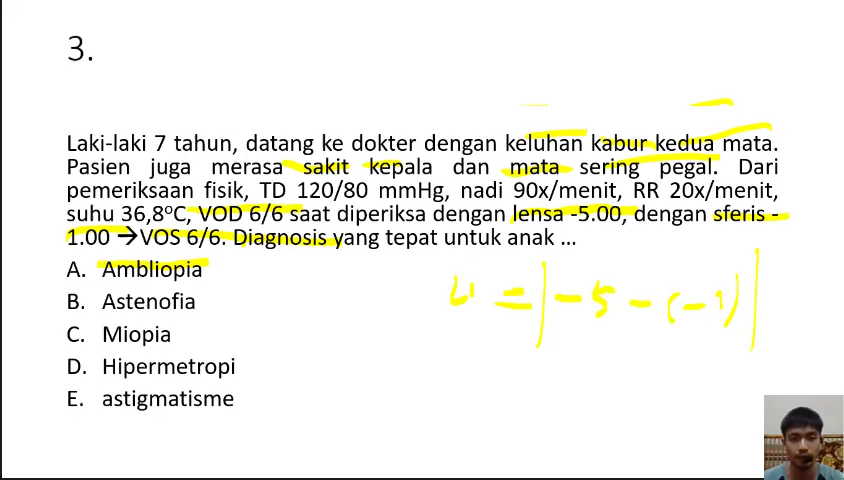 3.
Laki-laki 7 tahun, datang ke dokter dengan keluhan kabur kedua mata.
Pasien juga merasa sakit kepala dan mata sering pegal. Dari
pemeriksaan fisik, TD 120/80 mmHg, nadi 90x/menit, RR 20x/menit,
suhu 36,8⁰C, VOD 6/6 saat diperiksa dengan lensa -5.00, dengan sferis -
1.00 →VOS 6/6. Diagnosis yang tepat untuk anak ...
A. Ambliopia
B. Astenofia
C. Miopia
D. Hipermetropi
E. astigmatisme
4 = |-5 - (-1)|